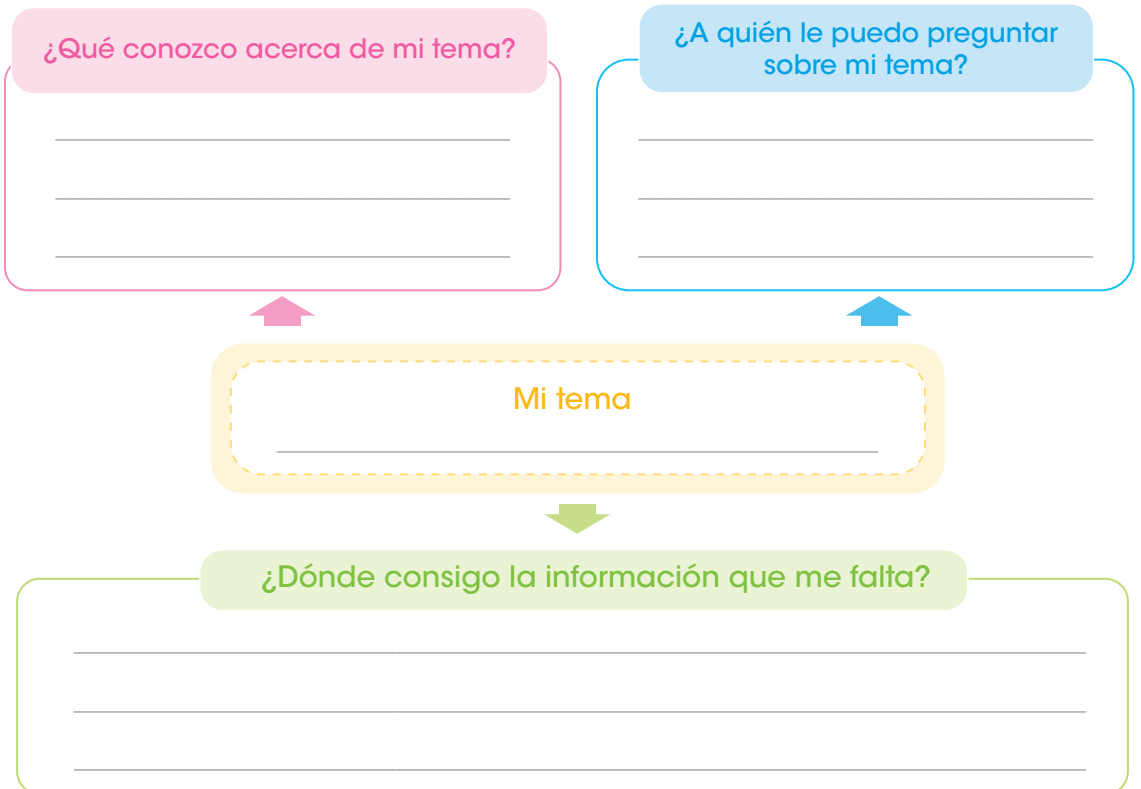 ¿Qué conozco acerca de mi tema?
¿A quién le puedo preguntar
sobre mi tema?
Mi tema
¿Dónde consigo la información que me falta?